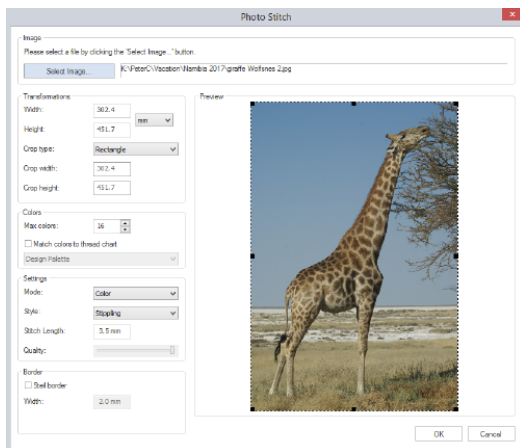 Photo Stitch
Image
Please select a file by clicking the "Select Image..." button.
Select Image...
K:\PeterC\Vacation\Namibia 2017\giraffe Wolfsnes 2.jpg
Transformations
Width:
302.4
mm
Height:
451.7
Crop type:
Rectangle
Crop width:
302.4
Crop height:
451.7
Colors
Max colors:
16
Match colors to thread chart
Design Palette
Settings
Mode:
Color
Style:
Stippling
Stitch Length:
3.5 mm
Quality:
Border
Steil border
Width:
2.0 mm
Preview
OK
Cancel